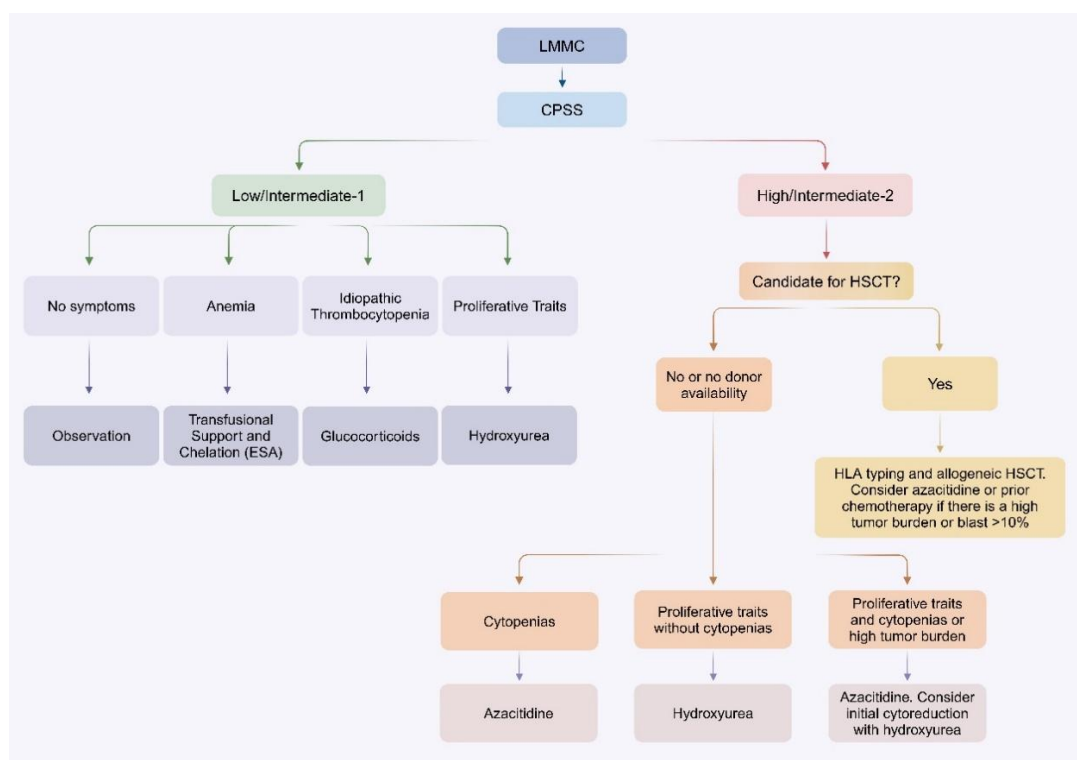 LMMC
CPSS
Low/Intermediate-1
High/Intermediate-2
Candidate for HSCT?
No symptoms
Anemia
Idiopathic
Thrombocytopenia
Proliferative Traits
No or no donor
availability
Yes
Observation
Transfusional
Support and
Chelation (ESA)
Glucocorticoids
Hydroxyurea
HLA typing and allogeneic HSCT.
Consider azacitidine or prior
chemotherapy if there is a high
tumor burden or blast >10%
Cytopenias
Proliferative traits
without cytopenias
Proliferative traits
and cytopenias or
high tumor burden
Azacitidine
Hydroxyurea
Azacitidine. Consider
initial cytoreduction
with hydroxyurea